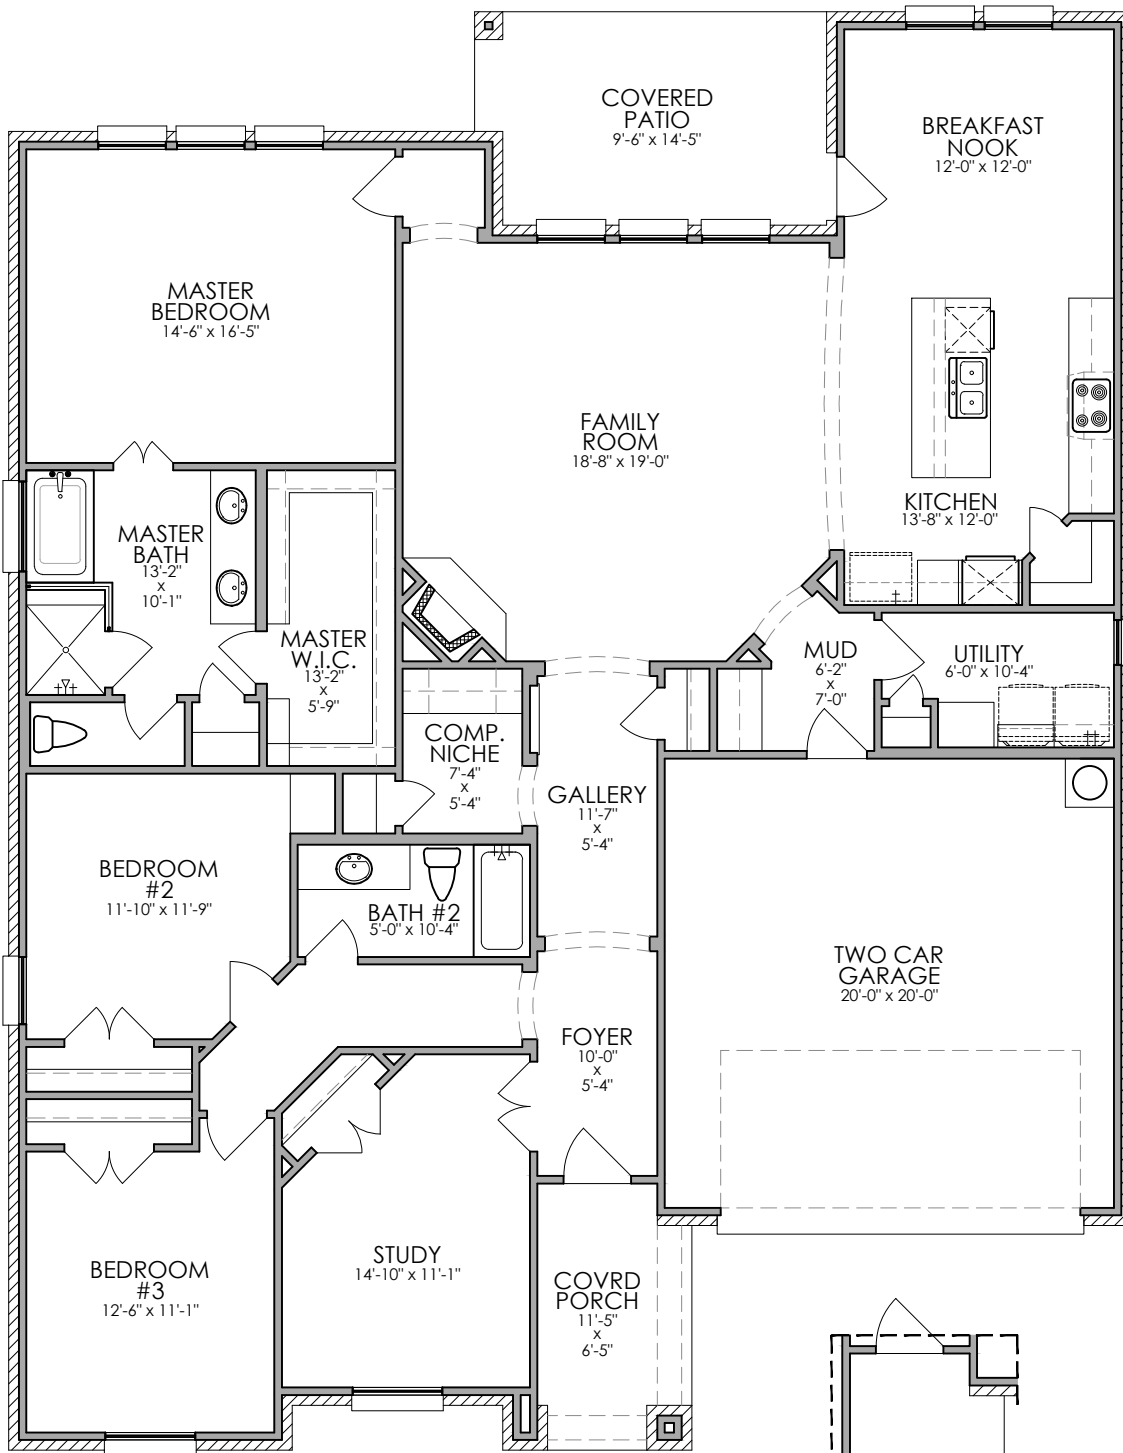 COVERED
PATIO
9'-6" x 14'-5"
BREAKFAST
NOOK
12'-0" x 12'-0"
MASTER
BEDROOM
14'-6" x 16'-5"
FAMILY
ROOM
18'-8" x 19'-0"
KITCHEN
13'-8" x 12'-0"
MASTER
BATH
13'-2"
x
10'-1"
MASTER
W.I.C.
13'-2"
x
5'-9"
MUD
6'-2"
x
7'-0"
UTILITY
6'-0" x 10'-4"
COMP.
NICHE
7'-4"
x
5'-4"
GALLERY
11'-7"
x
5'-4"
BEDROOM
#2
11'-10" x 11'-9"
BATH #2
5'-0" x 10'-4"
TWO CAR
GARAGE
20'-0" x 20'-0"
FOYER
10'-0"
x
5'-4"
BEDROOM
#3
12'-6" x 11'-1"
STUDY
14'-10" x 11'-1"
COVRD
PORCH
11'-5"
x
6'-5"